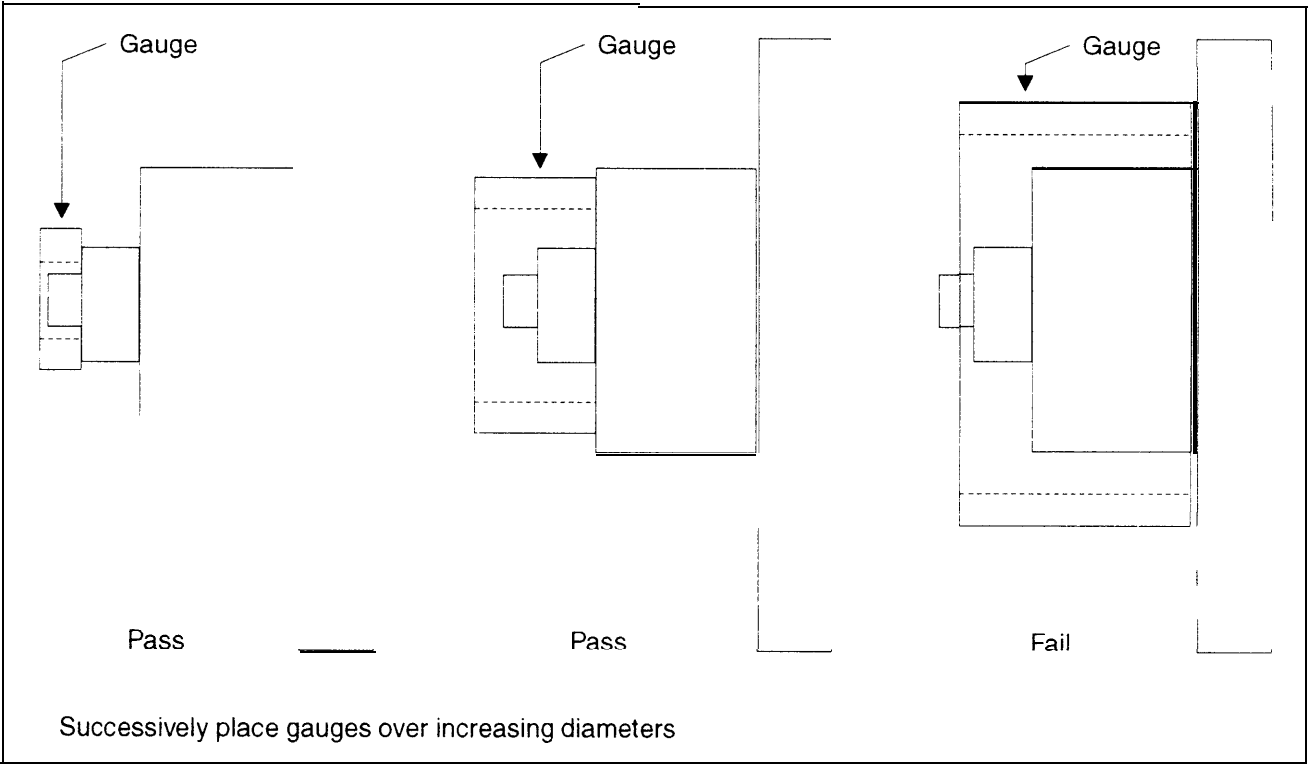 Gauge
Gauge
Gauge
Pass
Pass
Fail
Successively place gauges over increasing diameters